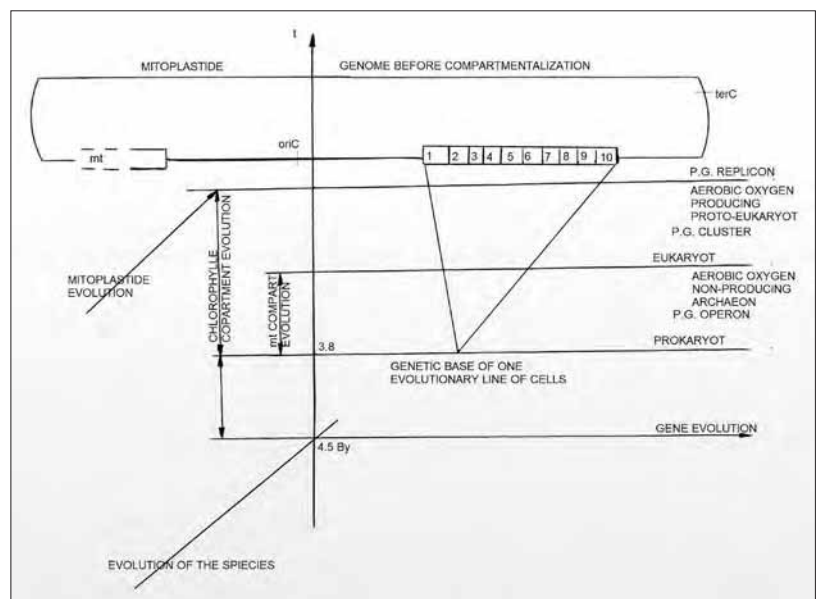 t
MITOPLASTIDE
GENOME BEFORE COMPARTMENTALIZATION
terC
oriC
mt
1 2 3 4 5 6 7 8 9 10
P.G. REPLICON
AEROBIC OXYGEN
PRODUCING
PROTO-EUKARYOT
P.G. CLUSTER
MITOPLASTIDE
EVOLUTION
CHLOROPHYLLE
COPARTMENT EVOLUTION
mt COMPART
EVOLUTION
EUKARYOT
AEROBIC OXYGEN
NON-PRODUCING
ARCHAEON
P.G. OPERON
3.8
PROKARYOT
GENETIC BASE OF ONE
EVOLUTIONARY LINE OF CELLS
GENE EVOLUTION
4.5 By
EVOLUTION OF THE SPIECIES